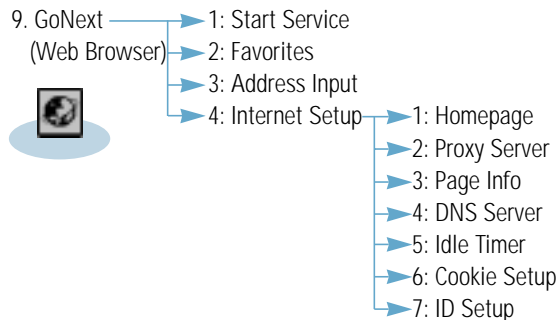 9. GoNext
(Web Browser)
1: Start Service
2: Favorites
3: Address Input
4: Internet Setup
1: Homepage
2: Proxy Server
3: Page Info
4: DNS Server
5: Idle Timer
6: Cookie Setup
7: ID Setup